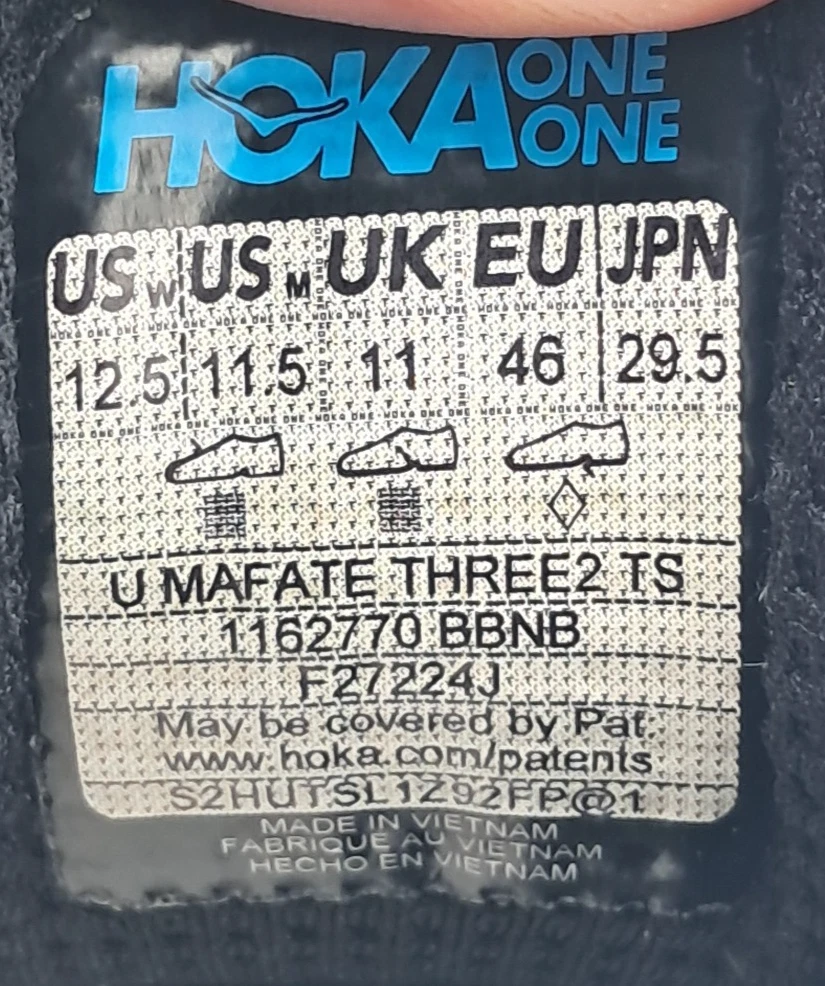 HOKA ONE ONE
US W US M UK EU JPN
12.5 11.5 11 46 29.5
U MAFATE THREE2 TS
1162770 BBNB
F27224J
May be covered by Pat:
www.hoka.com/patents
S2HUTSL1Z92FP@1
MADE IN VIETNAM
FABRIQUE AU VIETNAM
HECHO EN VIETNAM